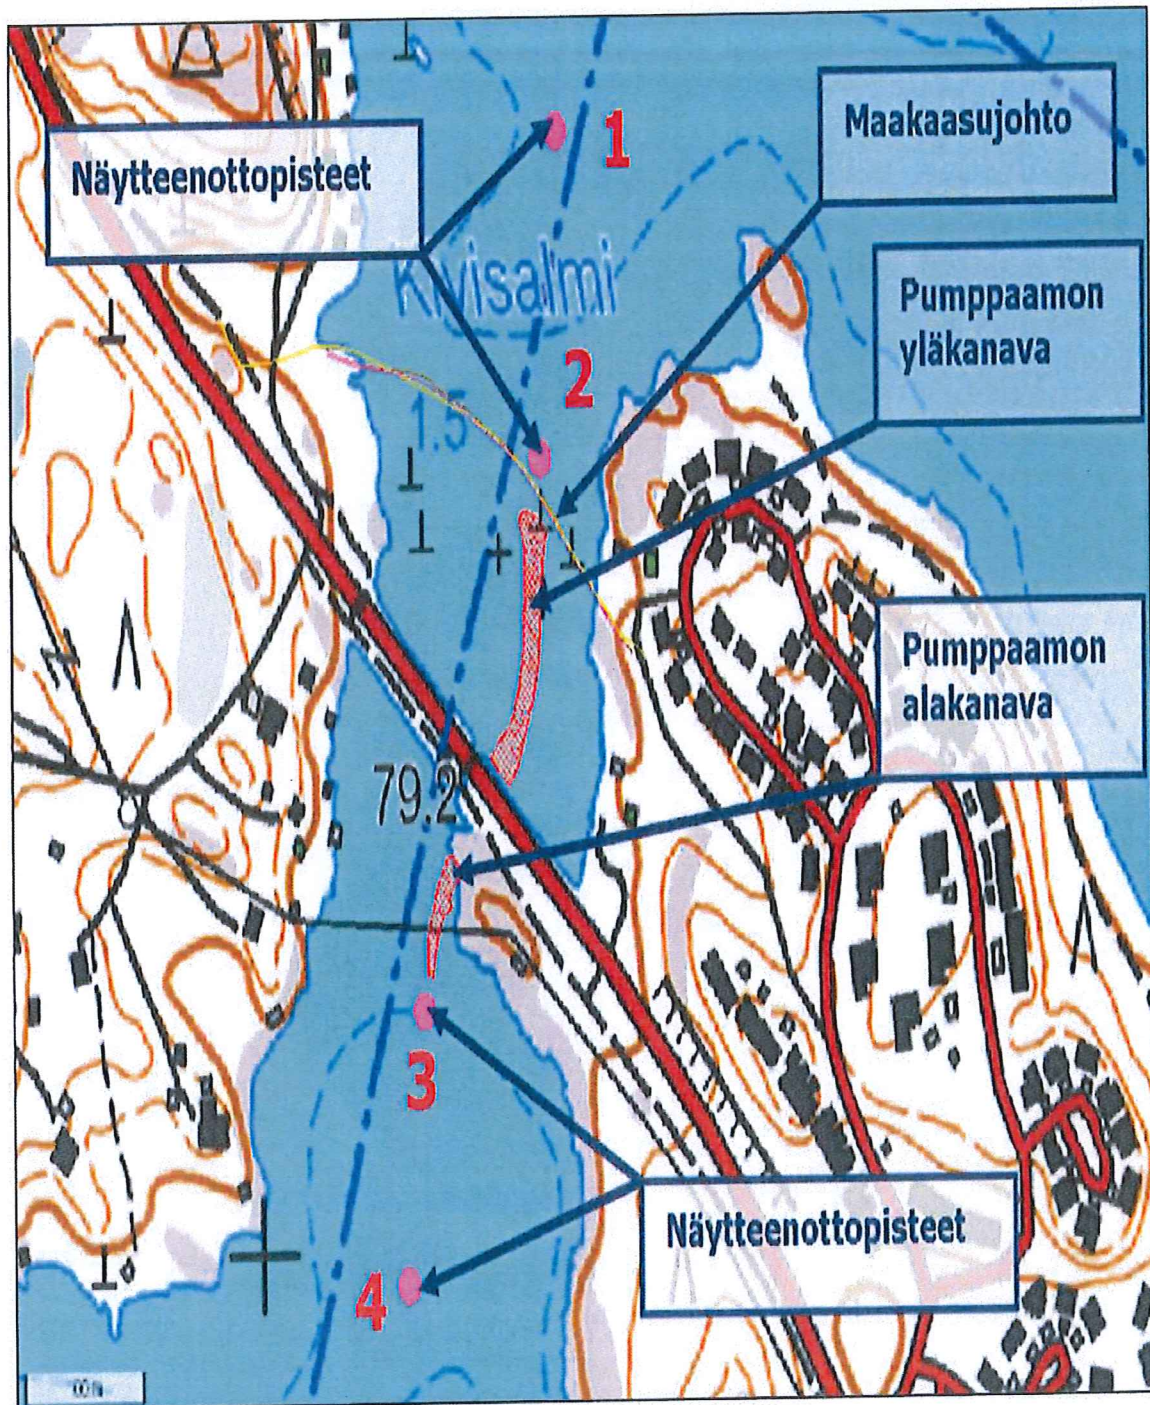 1
Maakaasujohto
Näytteenottopisteet
Kivisalmi
Pumppaamon
yläkanava
2
1.5
Pumppaamon
alakanava
79.2
3
Näytteenottopisteet
4